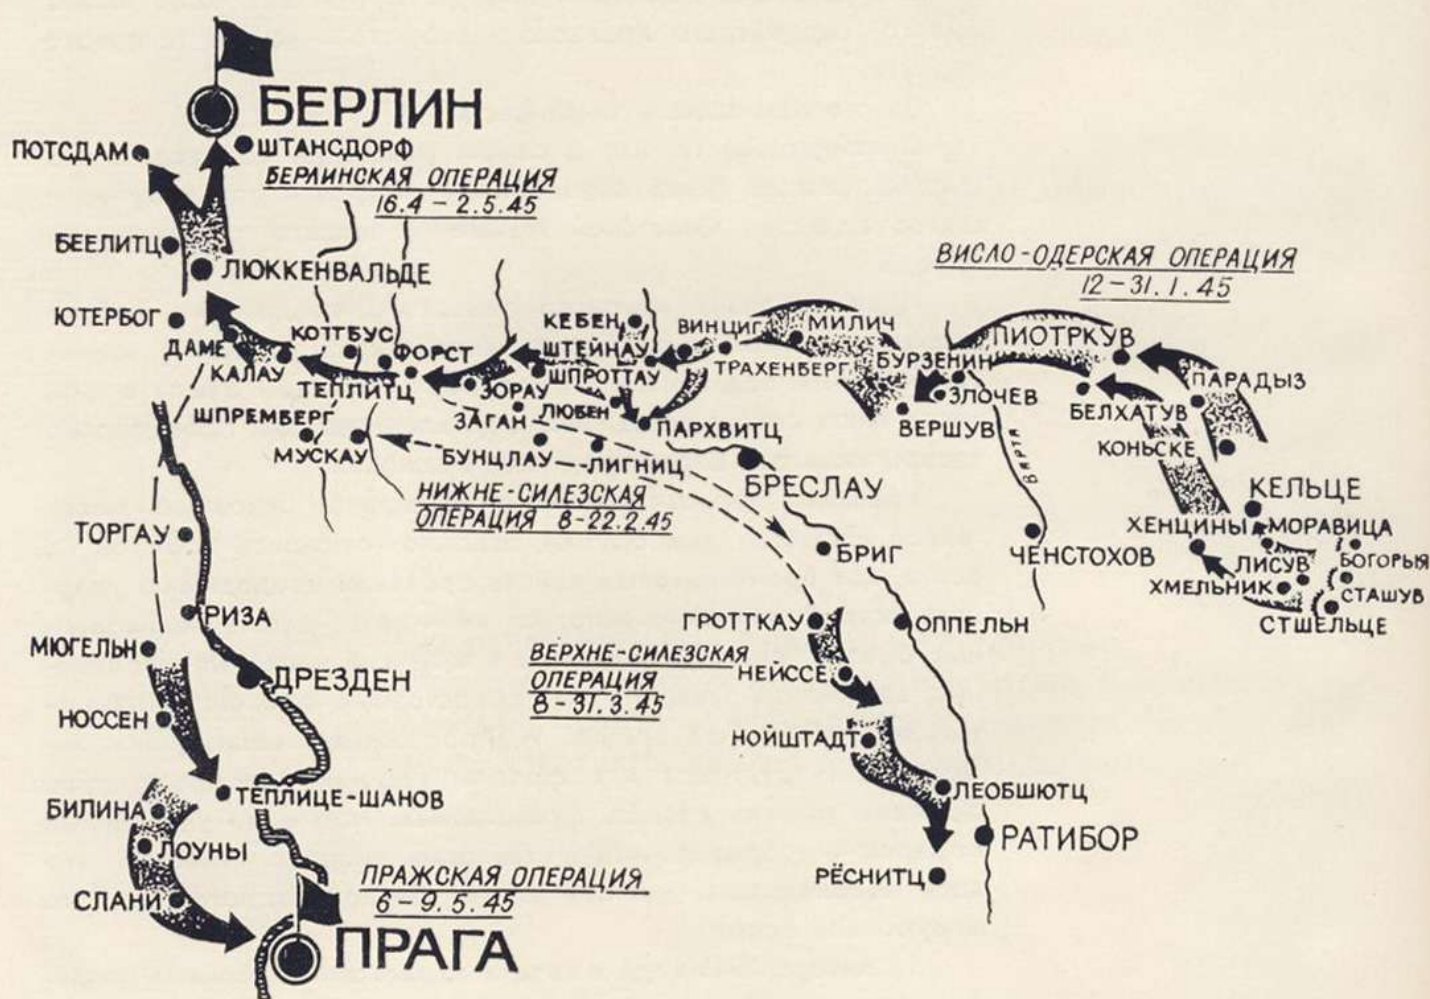 БЕРЛИН
ПОТСДАМ
ШТАНСДОРФ
БЕРЛИНСКАЯ ОПЕРАЦИЯ
16.4 – 2.5.45
БЕЕЛИТЦ
ЛЮККЕНВАЛЬДЕ
ВИСЛО-ОДЕРСКАЯ ОПЕРАЦИЯ
12–31.1.45
ЮТЕРБОГ
ДАМЕ
КАЛАУ
КОТТБУС
ФОРСТ
ТЕПЛИТЦ
КЕБЕН
ШТЕЙНАУ
ШПРОТТАУ
ЗОРАУ
ЗАГАН
ЛЮБЕН
ВИНЦИГ
МИЛИЧ
ТРАХЕНБЕРГ
БУРЗЕНИН
ПИОТРКУВ
ЗЛОЧЕВ
ВЕРШУВ
ПАРАДЫЗ
БЕЛХАТУВ
КОНЬСКЕ
ШПРЕМБЕРГ
МУСКАУ
БУНЦЛАУ
ЛИГНИЦ
ПАРХВИТЦ
БРЕСЛАУ
НИЖНЕ-СИЛЕЗСКАЯ
ОПЕРАЦИЯ 8-22.2.45
ВАРТА
КЕЛЬЦЕ
ХЕНЦИНЫ
МОРАВИЦА
ЛИСУВ
БОГОРЫЯ
ХМЕЛЬНИК
СТАШУВ
СТШЕЛЬЦЕ
ЧЕНСТОХОВ
ТОРГАУ
БРИГ
РИЗА
ГРОТТКАУ
ОППЕЛЬН
МЮГЕЛЬН
ДРЕЗДЕН
ВЕРХНЕ-СИЛЕЗСКАЯ
ОПЕРАЦИЯ
8–31.3.45
НЕЙССЕ
НОССЕН
НОЙШТАДТ
ТЕПЛИЦЕ-ШАНОВ
ЛЕОБШЮТЦ
БИЛИНА
РАТИБОР
ЛОУНЫ
РЁСНИТЦ
СЛАНИ
ПРАЖСКАЯ ОПЕРАЦИЯ
6–9.5.45
ПРАГА